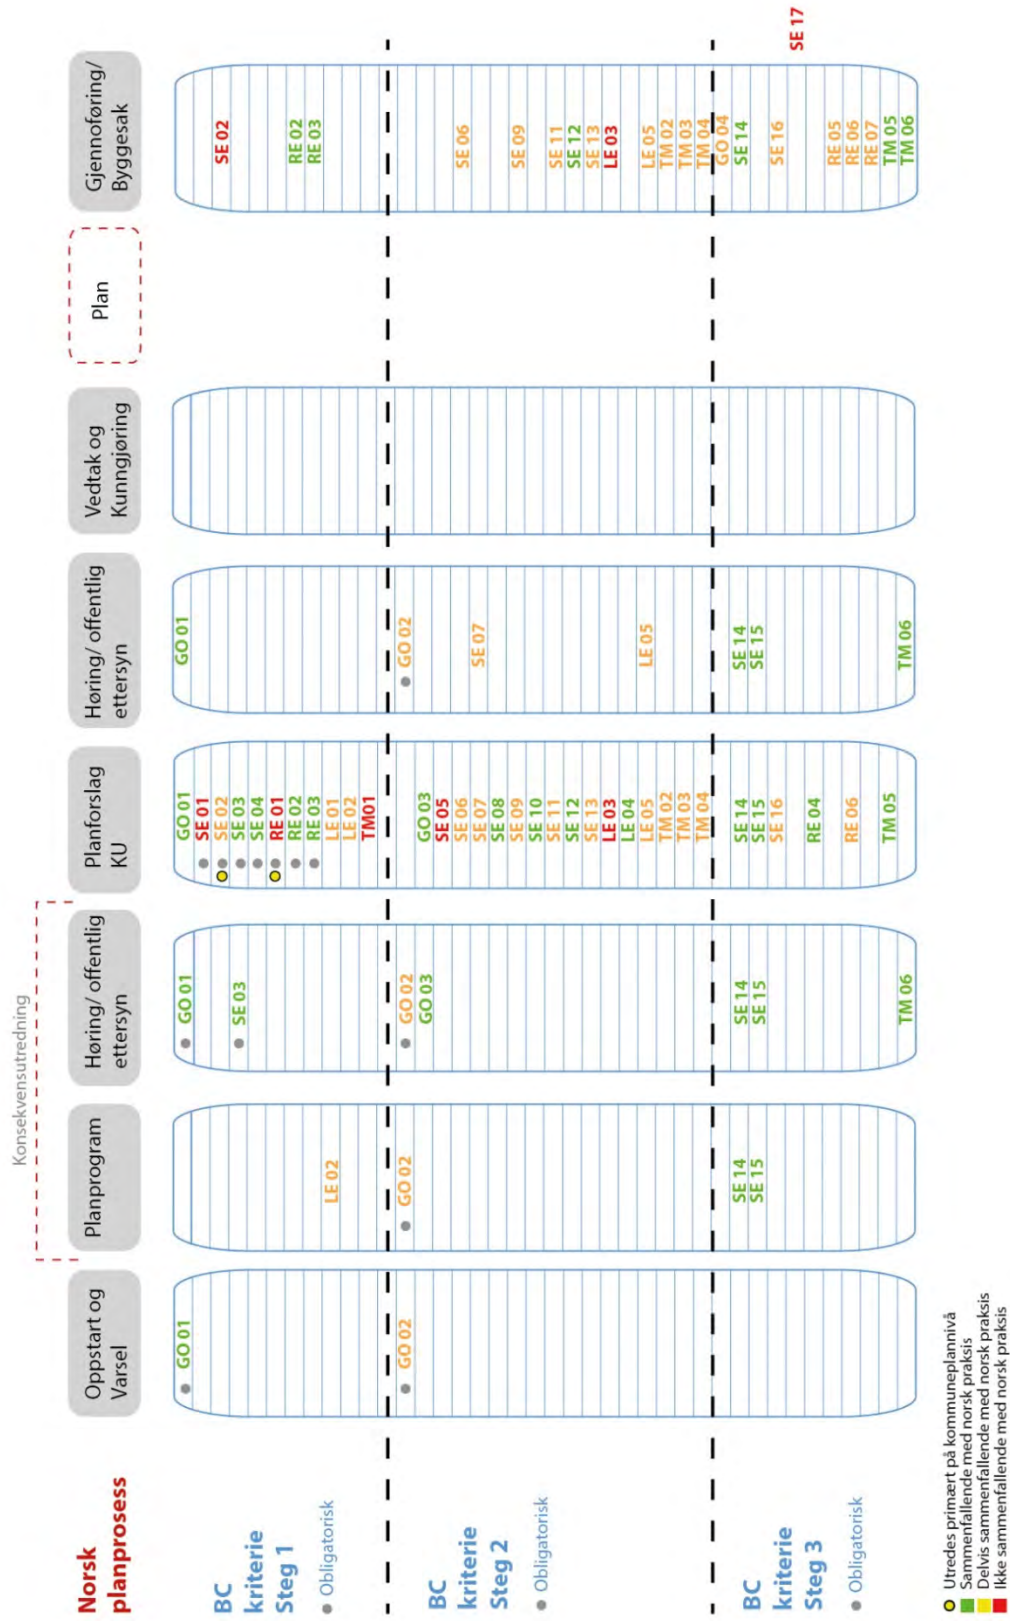 Konsekvensutredning
Norsk
planprosess
Oppstart og
Varsel
Planprogram
Høring/ offentlig
ettersyn
Planforslag
KU
Høring/ offentlig
ettersyn
Vedtak og
Kunngjøring
Plan
Gjennoføring/
Byggesak
BC
kriterie
Steg 1
Obligatorisk
GO 01
LE 02
GO 01
SE 03
GO 01
SE 01
SE 02
SE 03
SE 04
RE 01
RE 02
RE 03
LE 01
LE 02
TM01
GO 01
SE 02
RE 02
RE 03
BC
kriterie
Steg 2
Obligatorisk
GO 02
GO 02
GO 02
GO 03
GO 03
SE 05
SE 06
SE 07
SE 08
SE 09
SE 10
SE 11
SE 12
SE 13
LE 03
LE 04
LE 05
TM 02
TM 03
TM 04
GO 02
SE 07
LE 05
SE 06
SE 09
SE 11
SE 12
SE 13
LE 03
LE 05
TM 02
TM 03
TM 04
BC
kriterie
Steg 3
Obligatorisk
SE 14
SE 15
SE 14
SE 15
TM 06
SE 14
SE 15
SE 16
RE 04
RE 06
TM 05
SE 14
SE 15
TM 06
GO 04
SE 14
SE 16
RE 05
RE 06
RE 07
TM 05
TM 06
SE 17
Utredes primært på kommuneplannivå
Sammenfallende med norsk praksis
Delvis sammenfallende med norsk praksis
Ikke sammenfallende med norsk praksis